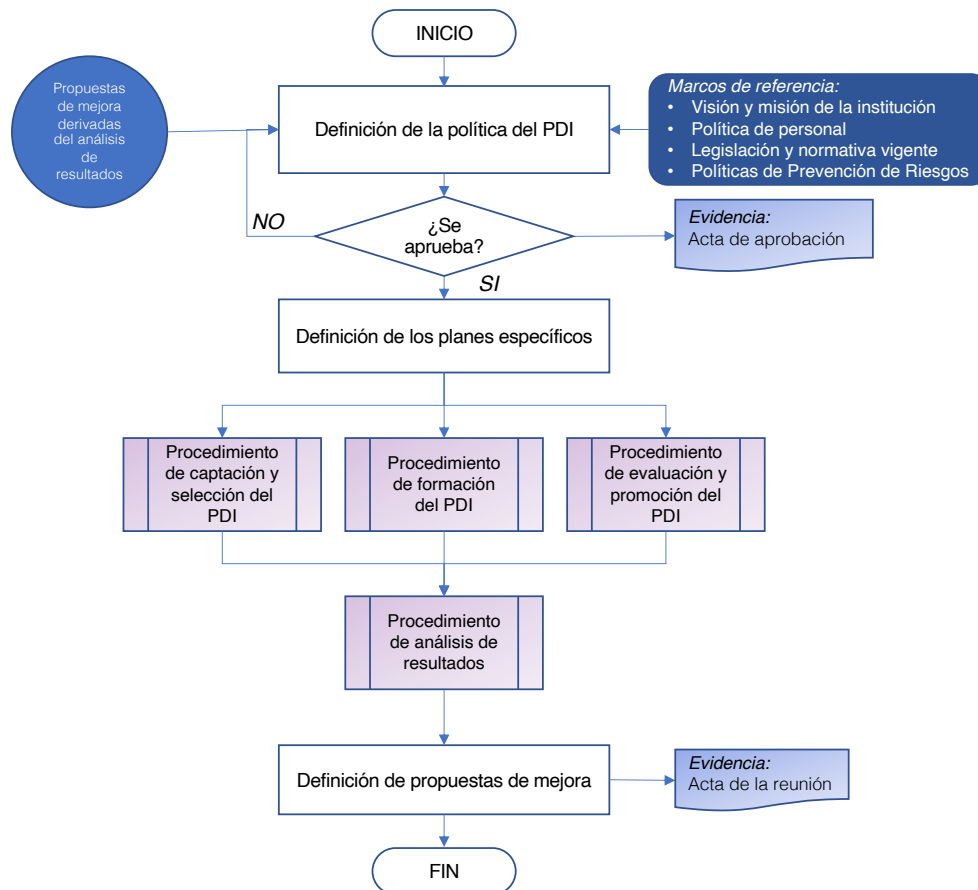 INICIO
Propuestas
de mejora
derivadas
del análisis
de
resultados
Definición de la política del PDI
Marcos de referencia:
• Visión y misión de la institución
• Política de personal
• Legislación y normativa vigente
• Políticas de Prevención de Riesgos
NO
¿Se
aprueba?
Evidencia:
Acta de aprobación
SI
Definición de los planes específicos
Procedimiento
de captación y
selección del
PDI
Procedimiento
de formación
del PDI
Procedimiento
de evaluación y
promoción del
PDI
Procedimiento
de análisis de
resultados
Definición de propuestas de mejora
Evidencia:
Acta de la reunión
FIN